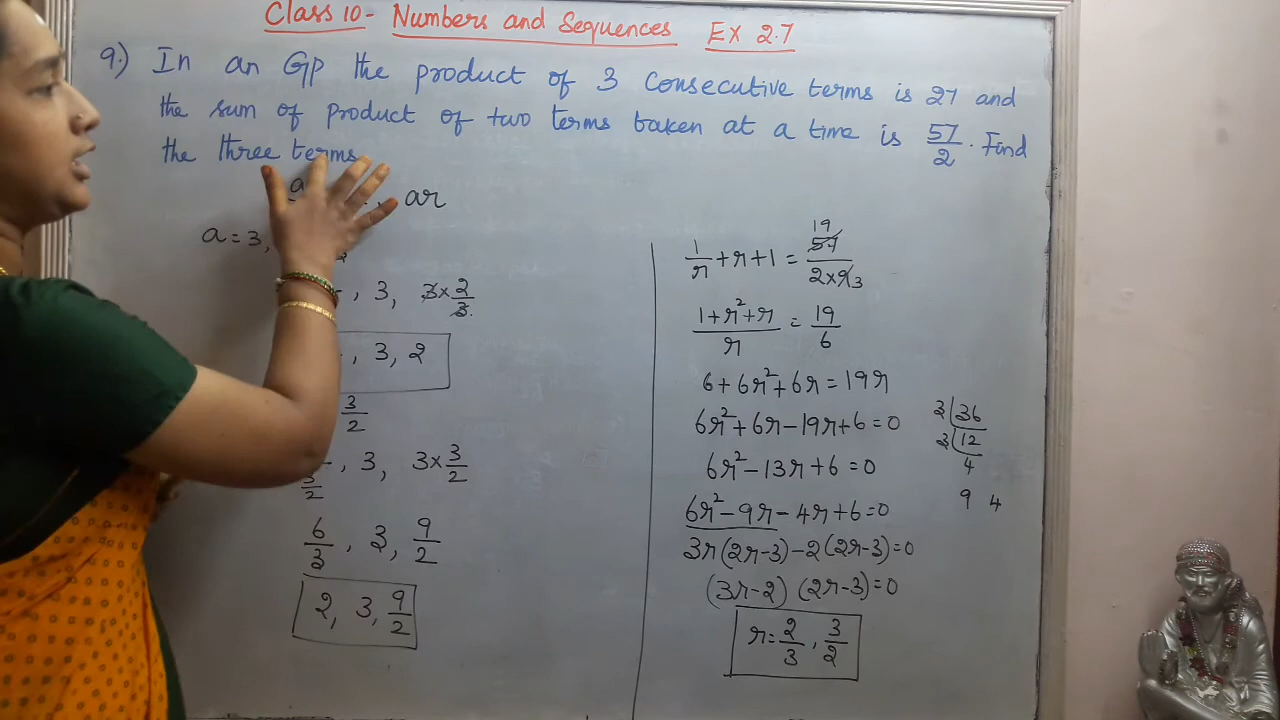 Class 10 - Numbers and Sequences Ex 2.7
9.) In an GP the product of 3 consecutive terms is 27 and
the sum of product of two terms taken at a time is 57/2. Find
the three terms.
a , ar
a = 3,
, 3, 3×2/3.
, 3, 2
3/2
3/2 , 3, 3×3/2
6/3 , 3, 9/2
2, 3, 9/2
1/r + r + 1 = 57/2×9 19 3
1+r²+r/r = 19/6
6+6r²+6r = 19r
6r²+6r-19r+6 = 0
6r²-13r+6 = 0
6r²-9r-4r+6=0
3r(2r-3)-2(2r-3)=0
(3r-2) (2r-3)=0
r= 2/3, 3/2
3|36
3|12
4
9 4